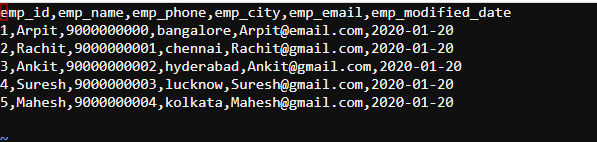 emp_id,emp_name,emp_phone,emp_city,emp_email,emp_modified_date
1,Arpit,9000000000,bangalore,Arpit@email.com,2020-01-20
2,Rachit,9000000001,chennai,Rachit@gmail.com,2020-01-20
3,Ankit,9000000002,hyderabad,Ankit@gmail.com,2020-01-20
4,Suresh,9000000003,lucknow,Suresh@gmail.com,2020-01-20
5,Mahesh,9000000004,kolkata,Mahesh@gmail.com,2020-01-20
~